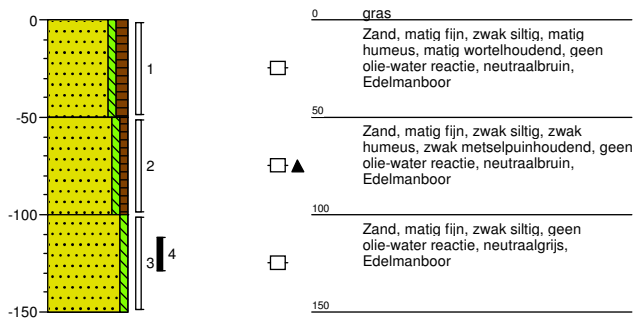 0
gras
0
Zand, matig fijn, zwak siltig, matig
humeus, matig wortelhoudend, geen
olie-water reactie, neutraalbruin,
Edelmanboor
1
-50
50
Zand, matig fijn, zwak siltig, zwak
humeus, zwak metselpuinhoudend, geen
olie-water reactie, neutraalbruin,
Edelmanboor
2
-100
100
Zand, matig fijn, zwak siltig, geen
olie-water reactie, neutraalgrijs,
Edelmanboor
3
4
-150
150